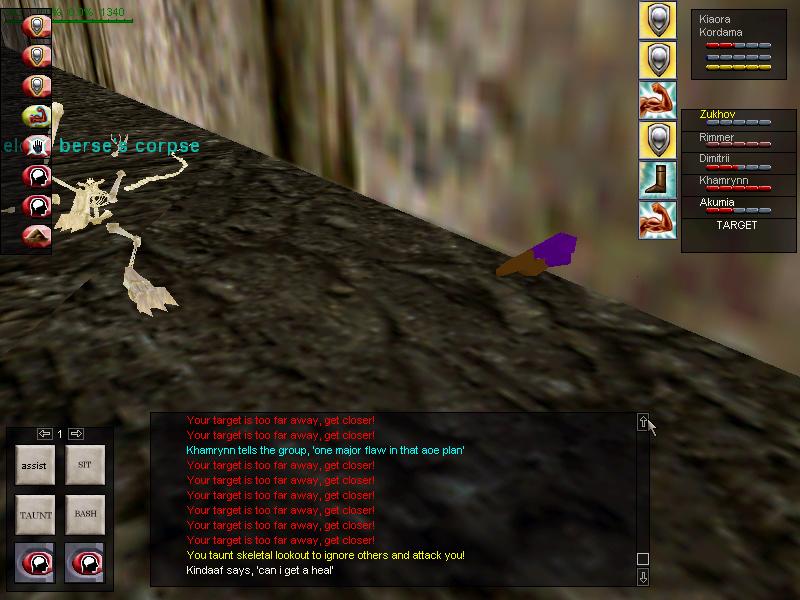 % 0.0% 1340
Kiaora
Kordama
Zukhov
Rimmer
Dimitrii
Khamrynn
Akumia
TARGET
berse's corpse
1
assist
SIT
TAUNT
BASH
Your target is too far away, get closer!
Your target is too far away, get closer!
Khamrynn tells the group, 'one major flaw in that aoe plan'
Your target is too far away, get closer!
Your target is too far away, get closer!
Your target is too far away, get closer!
Your target is too far away, get closer!
Your target is too far away, get closer!
Your target is too far away, get closer!
You taunt skeletal lookout to ignore others and attack you!
Kindaaf says, 'can i get a heal'